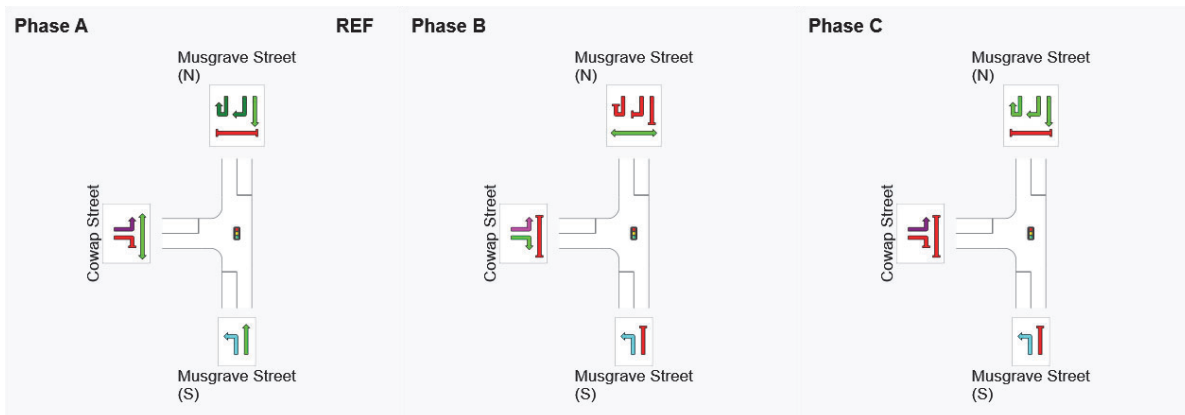 Phase A
REF
Musgrave Street
(N)
Cowap Street
Musgrave Street
(S)
Phase B
Musgrave Street
(N)
Cowap Street
Musgrave Street
(S)
Phase C
Musgrave Street
(N)
Cowap Street
Musgrave Street
(S)